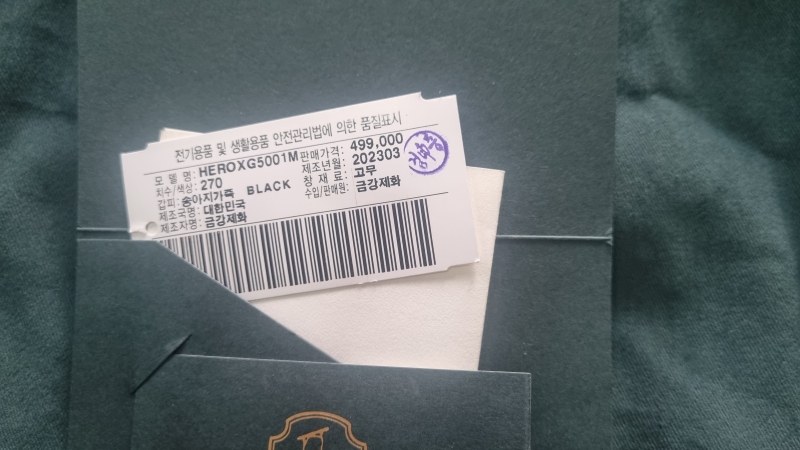 전기용품 및 생활용품 안전관리법에 의한 품질표시
모 델 명: HEROXG5001M 판매가격: 499,000
치수/색상: 270 제조년월: 202303
갑피: 송아지가죽 BLACK 창 재 료: 고무
제조국명: 대한민국 수입/판매원: 금강제화
제조자명: 금강제화
검